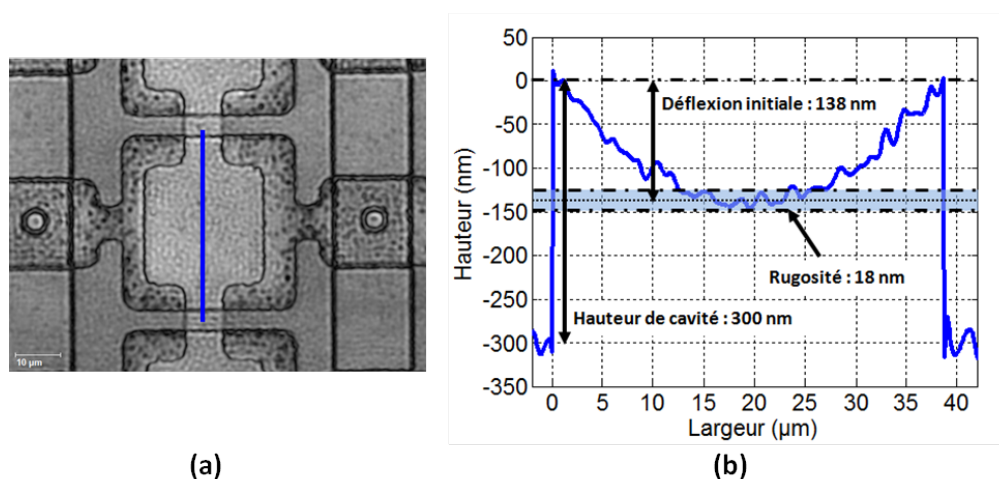 10 µm
(a)
Hauteur (nm)
50
0
-50
-100
-150
-200
-250
-300
-350
Déflexion initiale : 138 nm
Rugosité : 18 nm
Hauteur de cavité : 300 nm
0 5 10 15 20 25 30 35 40
Largeur (µm)
(b)